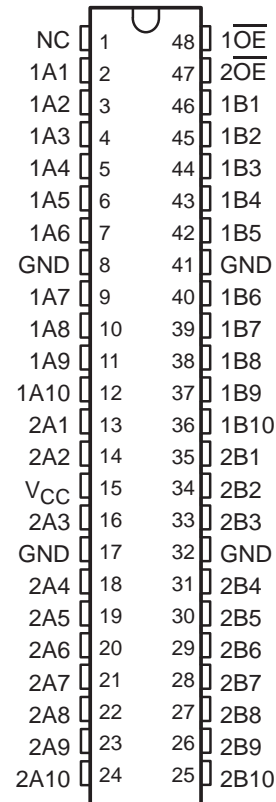 NC 1 48 1O̅E̅
1A1 2 47 2O̅E̅
1A2 3 46 1B1
1A3 4 45 1B2
1A4 5 44 1B3
1A5 6 43 1B4
1A6 7 42 1B5
GND 8 41 GND
1A7 9 40 1B6
1A8 10 39 1B7
1A9 11 38 1B8
1A10 12 37 1B9
2A1 13 36 1B10
2A2 14 35 2B1
VCC 15 34 2B2
2A3 16 33 2B3
GND 17 32 GND
2A4 18 31 2B4
2A5 19 30 2B5
2A6 20 29 2B6
2A7 21 28 2B7
2A8 22 27 2B8
2A9 23 26 2B9
2A10 24 25 2B10